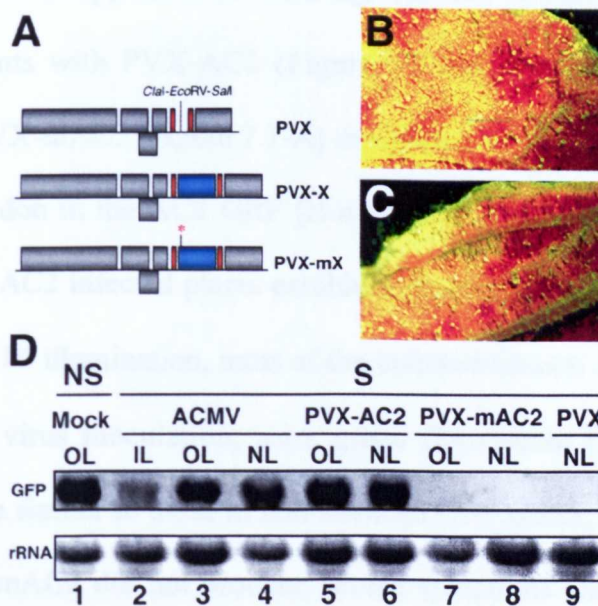 A
B
ClaI-EcoRV-SalI
PVX
PVX-X
*
PVX-mX
C
D
NS S
Mock ACMV PVX-AC2 PVX-mAC2 PVX
OL IL OL NL OL NL OL NL NL
GFP
rRNA
1 2 3 4 5 6 7 8 9